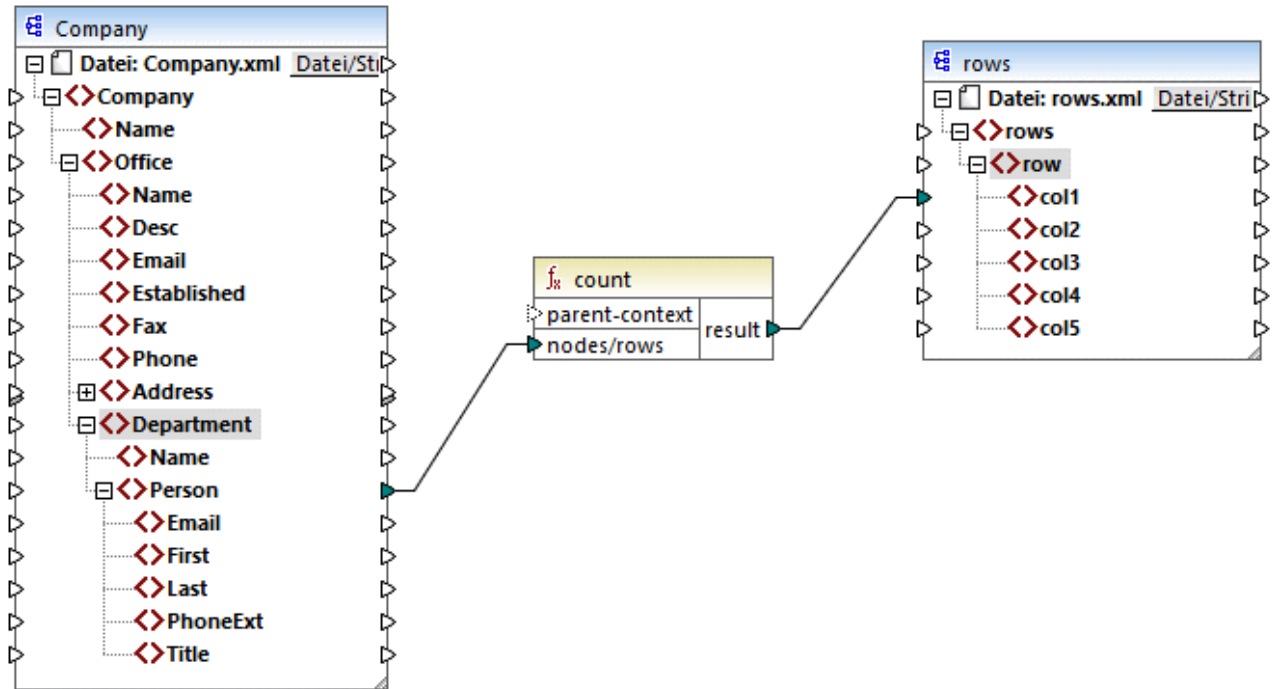 Company
Datei: Company.xml Datei/Stri
Company
Name
Office
Name
Desc
Email
Established
Fax
Phone
Address
Department
Name
Person
Email
First
Last
PhoneExt
Title
fx count
parent-context
nodes/rows
result
rows
Datei: rows.xml Datei/Stri
rows
row
col1
col2
col3
col4
col5